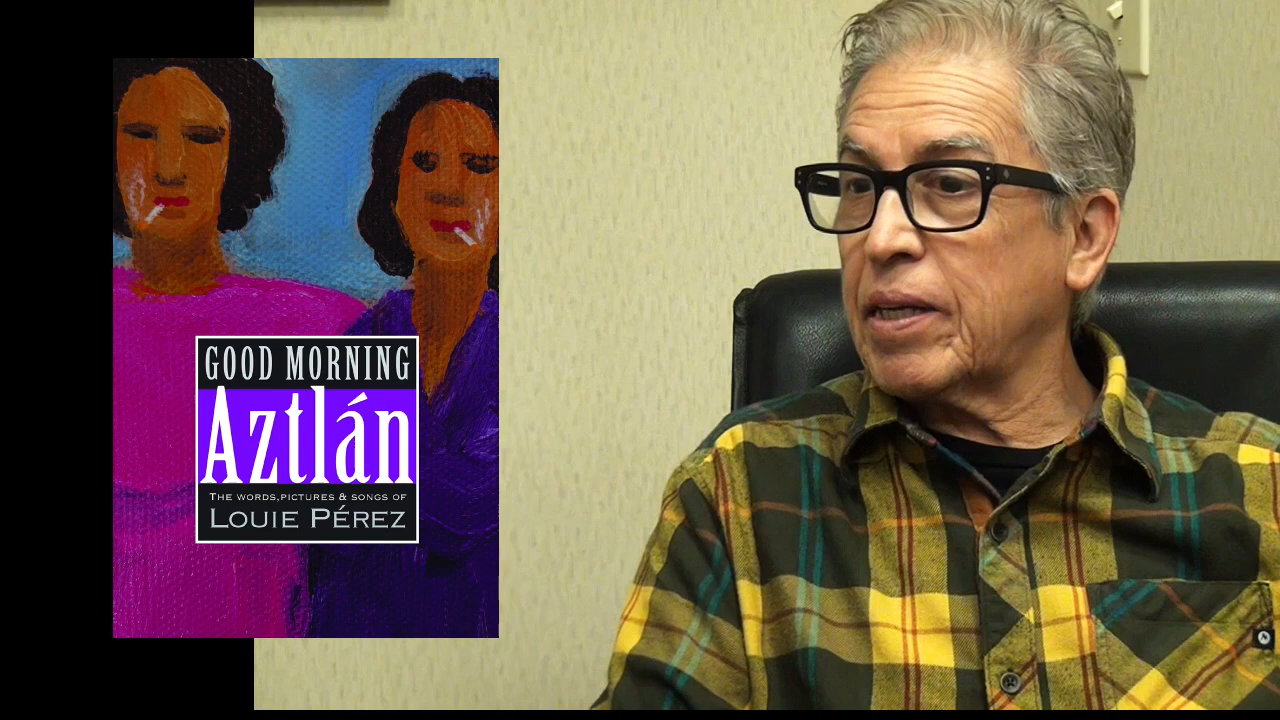 GOOD MORNING
Aztlán
THE WORDS, PICTURES & SONGS OF
LOUIE PÉREZ